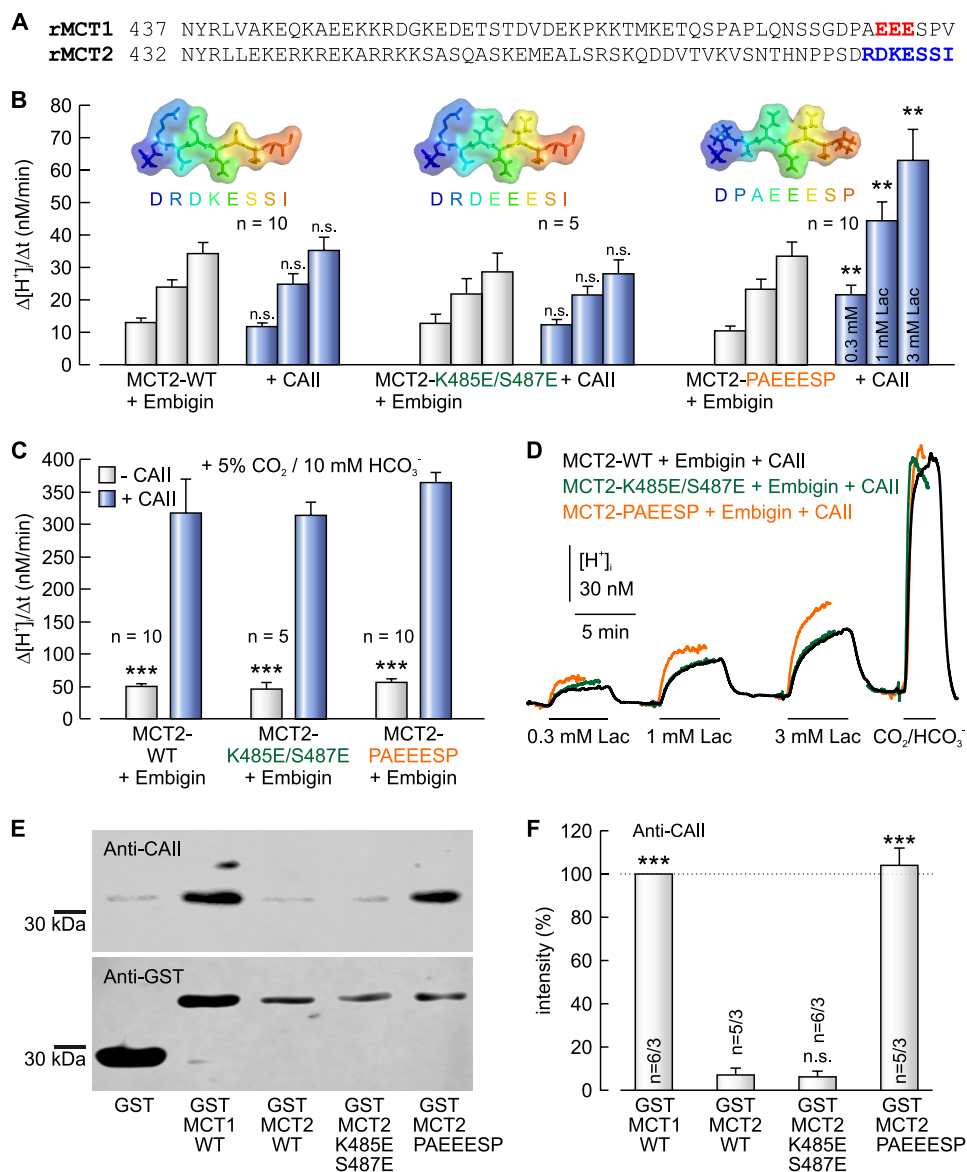 A
rMCT1 437 NYRLVAKEQKAEEKKRDGKEDETSTDVDEKPKKTMKETQSPAPLQNSSGDPAEEESPV
rMCT2 432 NYRLLEKERKREKARRKKSASQASKEMEALSRSKQDDVTVKVSNTHNPPSDRDKESSI
B
80
70
60
50
40
30
20
10
0
Δ[H⁺]ᵢ/Δt (nM/min)
D R D K E S S I
D R D E E E S I
D P A E E E S P
n = 10
n = 5
n = 10
n.s.
n.s.
n.s.
n.s.
n.s.
n.s.
**
**
**
0.3 mM
1 mM Lac
3 mM Lac
MCT2-WT
+ Embigin
+ CAII
MCT2-K485E/S487E
+ Embigin
+ CAII
MCT2-PAEEESP
+ Embigin
+ CAII
C
400
350
300
250
200
150
100
50
0
Δ[H⁺]ᵢ/Δt (nM/min)
- CAII
+ CAII
+ 5% CO₂ / 10 mM HCO₃⁻
n = 10
n = 5
n = 10
***
***
***
MCT2-
WT
+ Embigin
MCT2-
K485E/S487E
+ Embigin
MCT2-
PAEEESP
+ Embigin
D
MCT2-WT + Embigin + CAII
MCT2-K485E/S487E + Embigin + CAII
MCT2-PAEESP + Embigin + CAII
[H⁺]ᵢ
30 nM
5 min
0.3 mM Lac
1 mM Lac
3 mM Lac
CO₂/HCO₃⁻
E
Anti-CAII
30 kDa
Anti-GST
30 kDa
GST
GST
MCT1
WT
GST
MCT2
WT
GST
MCT2
K485E
S487E
GST
MCT2
PAEEESP
F
Anti-CAII
120
100
80
60
40
20
0
intensity (%)
***
n.s.
***
n=6/3
n=5/3
n=6/3
n=5/3
GST
MCT1
WT
GST
MCT2
WT
GST
MCT2
K485E
S487E
GST
MCT2
PAEEESP